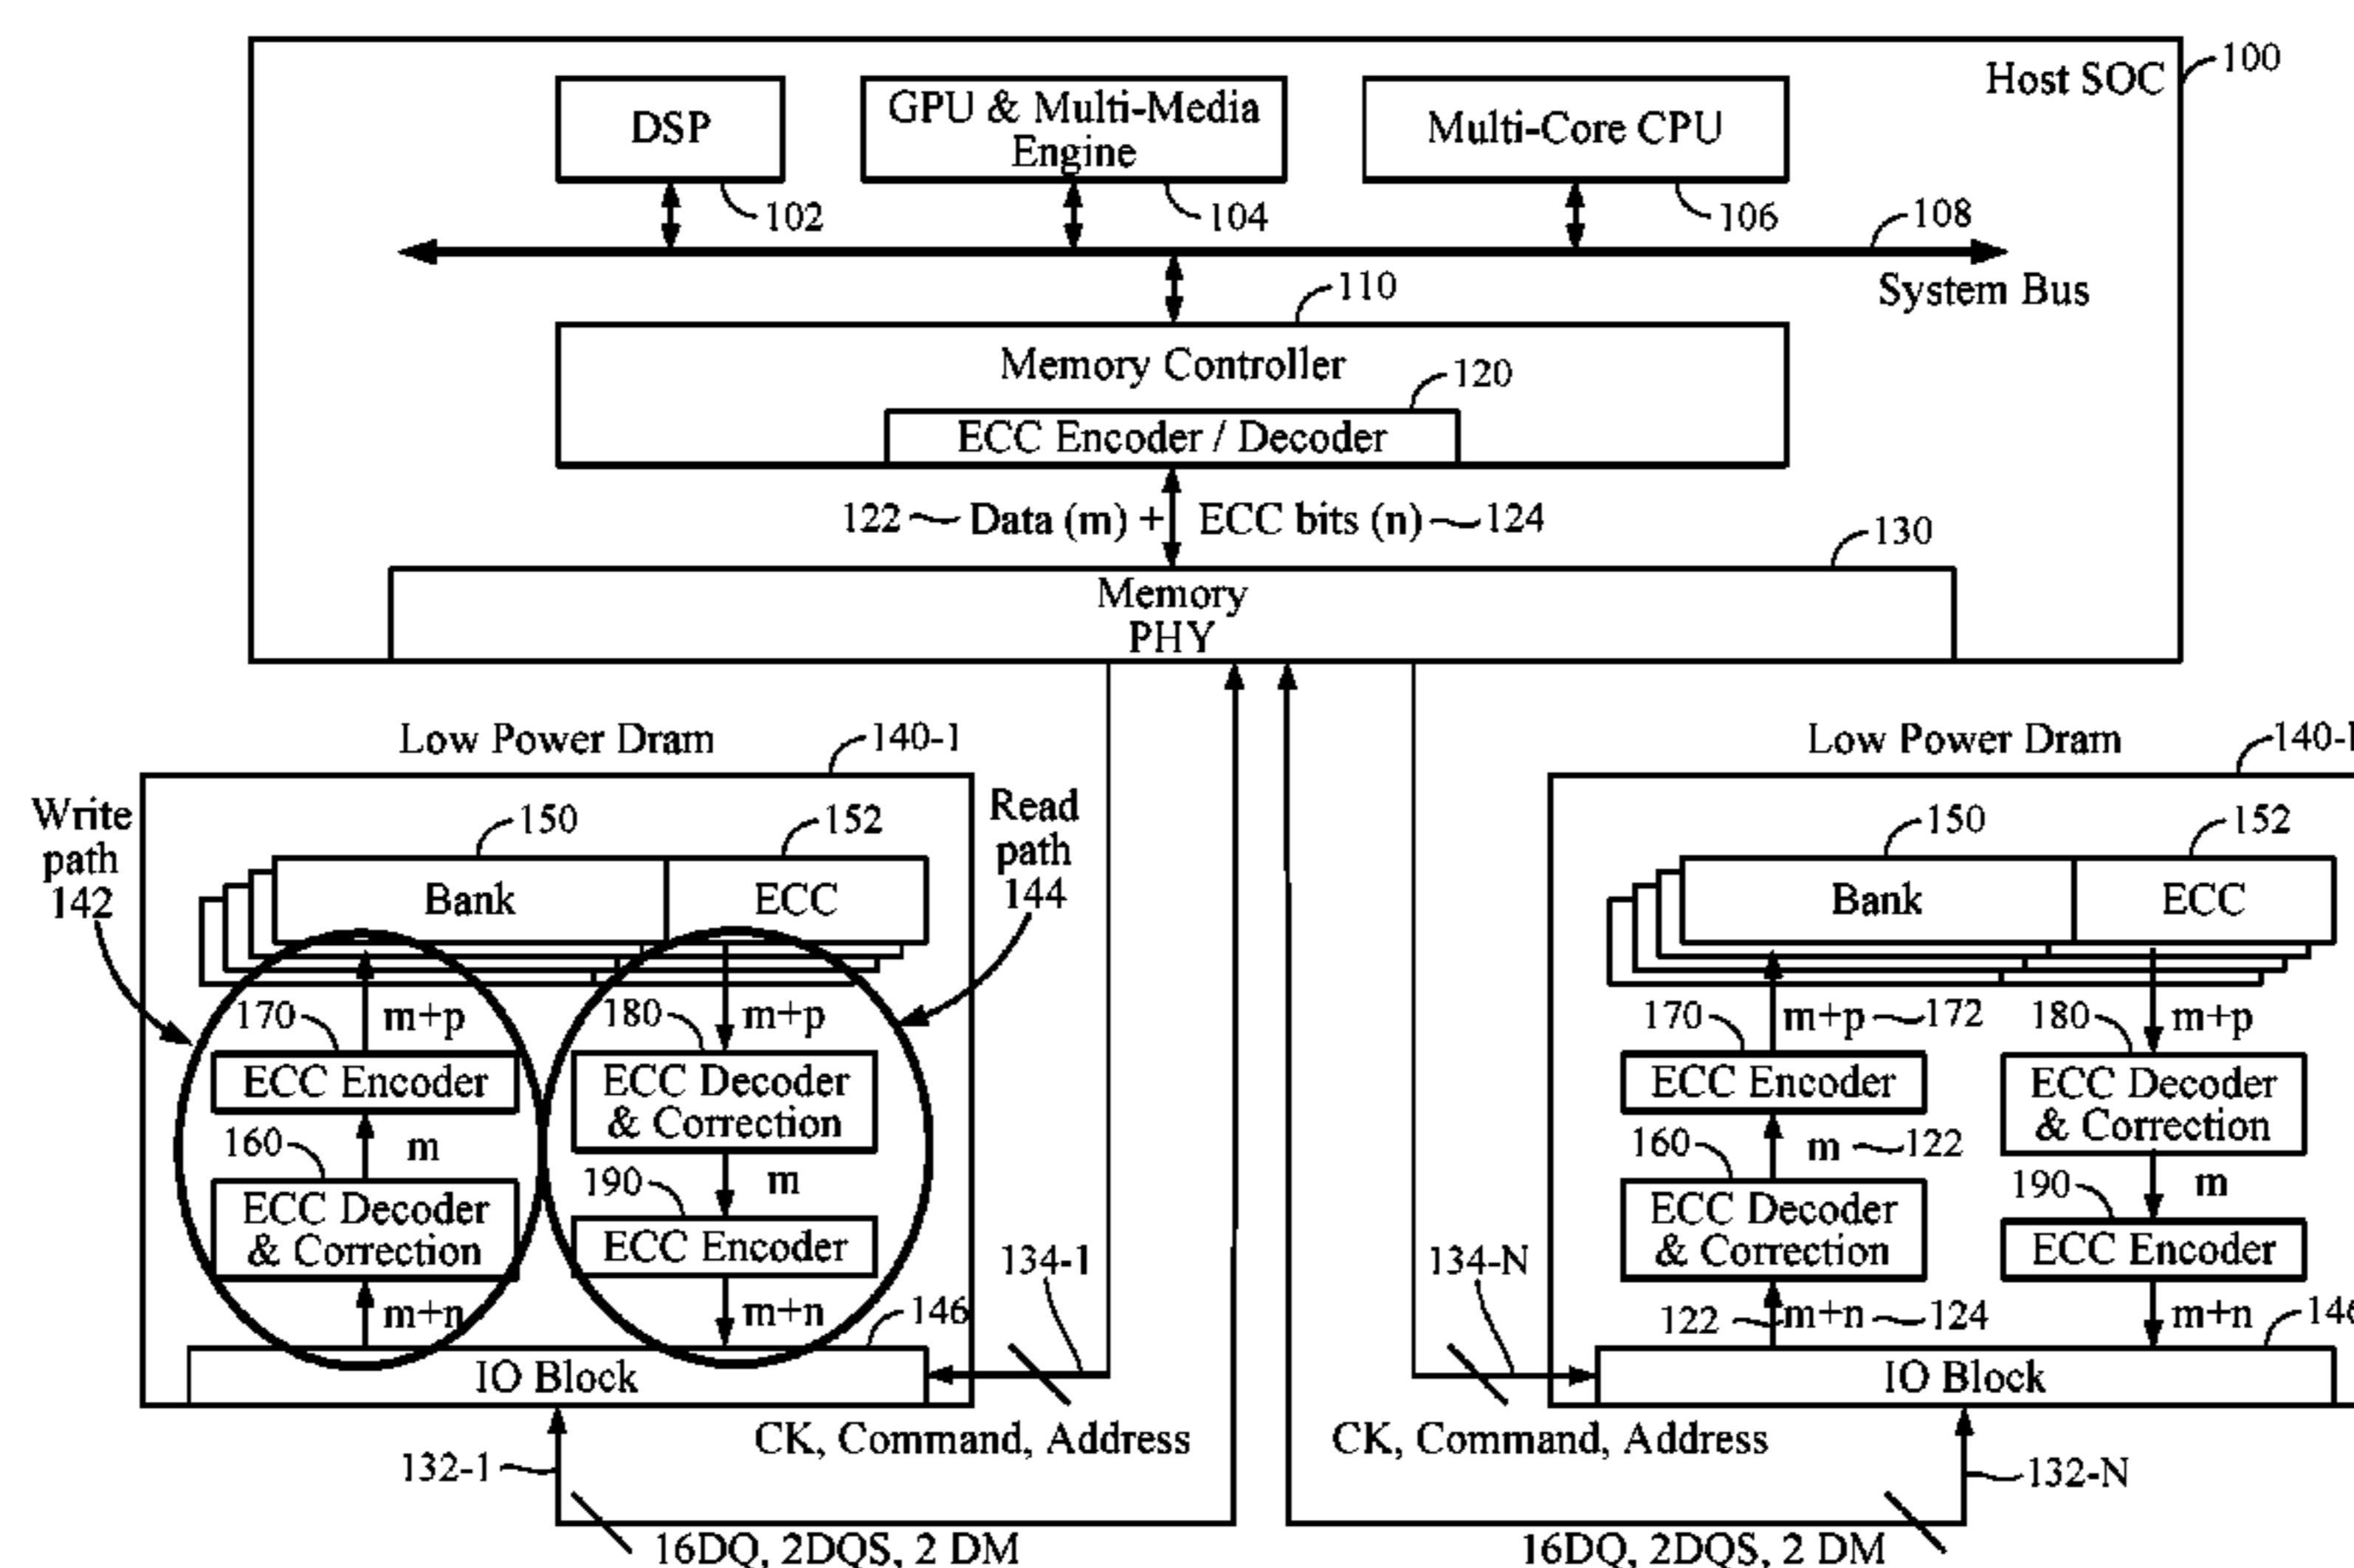 Host SOC
100
DSP
GPU & Multi-Media
Engine
Multi-Core CPU
102
104
106
108
System Bus
110
Memory Controller
120
ECC Encoder / Decoder
122 Data (m) + ECC bits (n) 124
130
Memory
PHY
Low Power Dram
140-1
Write
path
142
150
152
Read
path
144
Bank
ECC
170
m+p
180
m+p
ECC Encoder
ECC Decoder
& Correction
160
m
190
m
ECC Decoder
& Correction
ECC Encoder
m+n
m+n
146
IO Block
134-1
CK, Command, Address
132-1
16DQ, 2DQS, 2 DM
Low Power Dram
150
152
Bank
ECC
170
m+p 172
180
m+p
ECC Encoder
ECC Decoder
& Correction
160
m 122
190
m
ECC Decoder
& Correction
ECC Encoder
134-N
122 m+n 124
m+n
IO Block
CK, Command, Address
132-N
16DQ, 2DQS, 2 DM